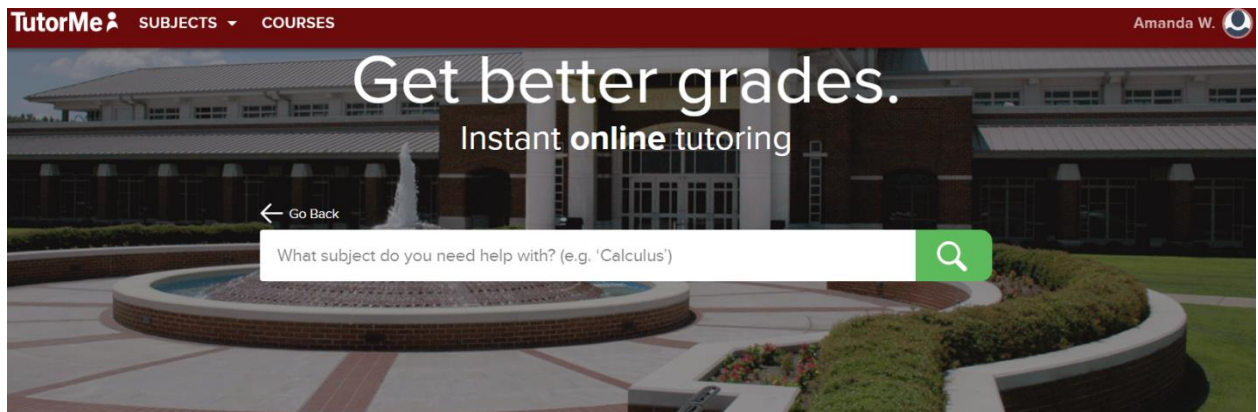 TutorMe SUBJECTS COURSES Amanda W.
Get better grades.
Instant online tutoring
Go Back
What subject do you need help with? (e.g. 'Calculus')